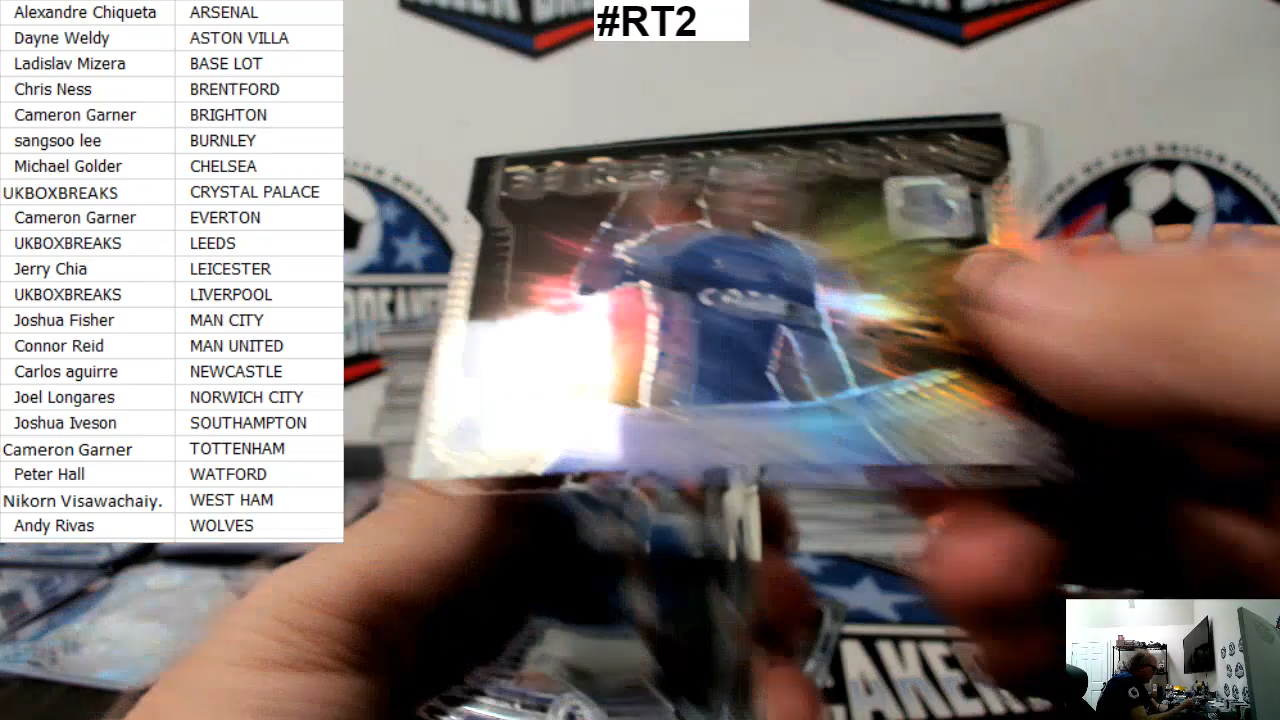 #RT2
Alexandre Chiqueta ARSENAL
Dayne Weldy ASTON VILLA
Ladislav Mizera BASE LOT
Chris Ness BRENTFORD
Cameron Garner BRIGHTON
sangsoo lee BURNLEY
Michael Golder CHELSEA
UKBOXBREAKS CRYSTAL PALACE
Cameron Garner EVERTON
UKBOXBREAKS LEEDS
Jerry Chia LEICESTER
UKBOXBREAKS LIVERPOOL
Joshua Fisher MAN CITY
Connor Reid MAN UNITED
Carlos aguirre NEWCASTLE
Joel Longares NORWICH CITY
Joshua Iveson SOUTHAMPTON
Cameron Garner TOTTENHAM
Peter Hall WATFORD
Nikorn Visawachaiy. WEST HAM
Andy Rivas WOLVES